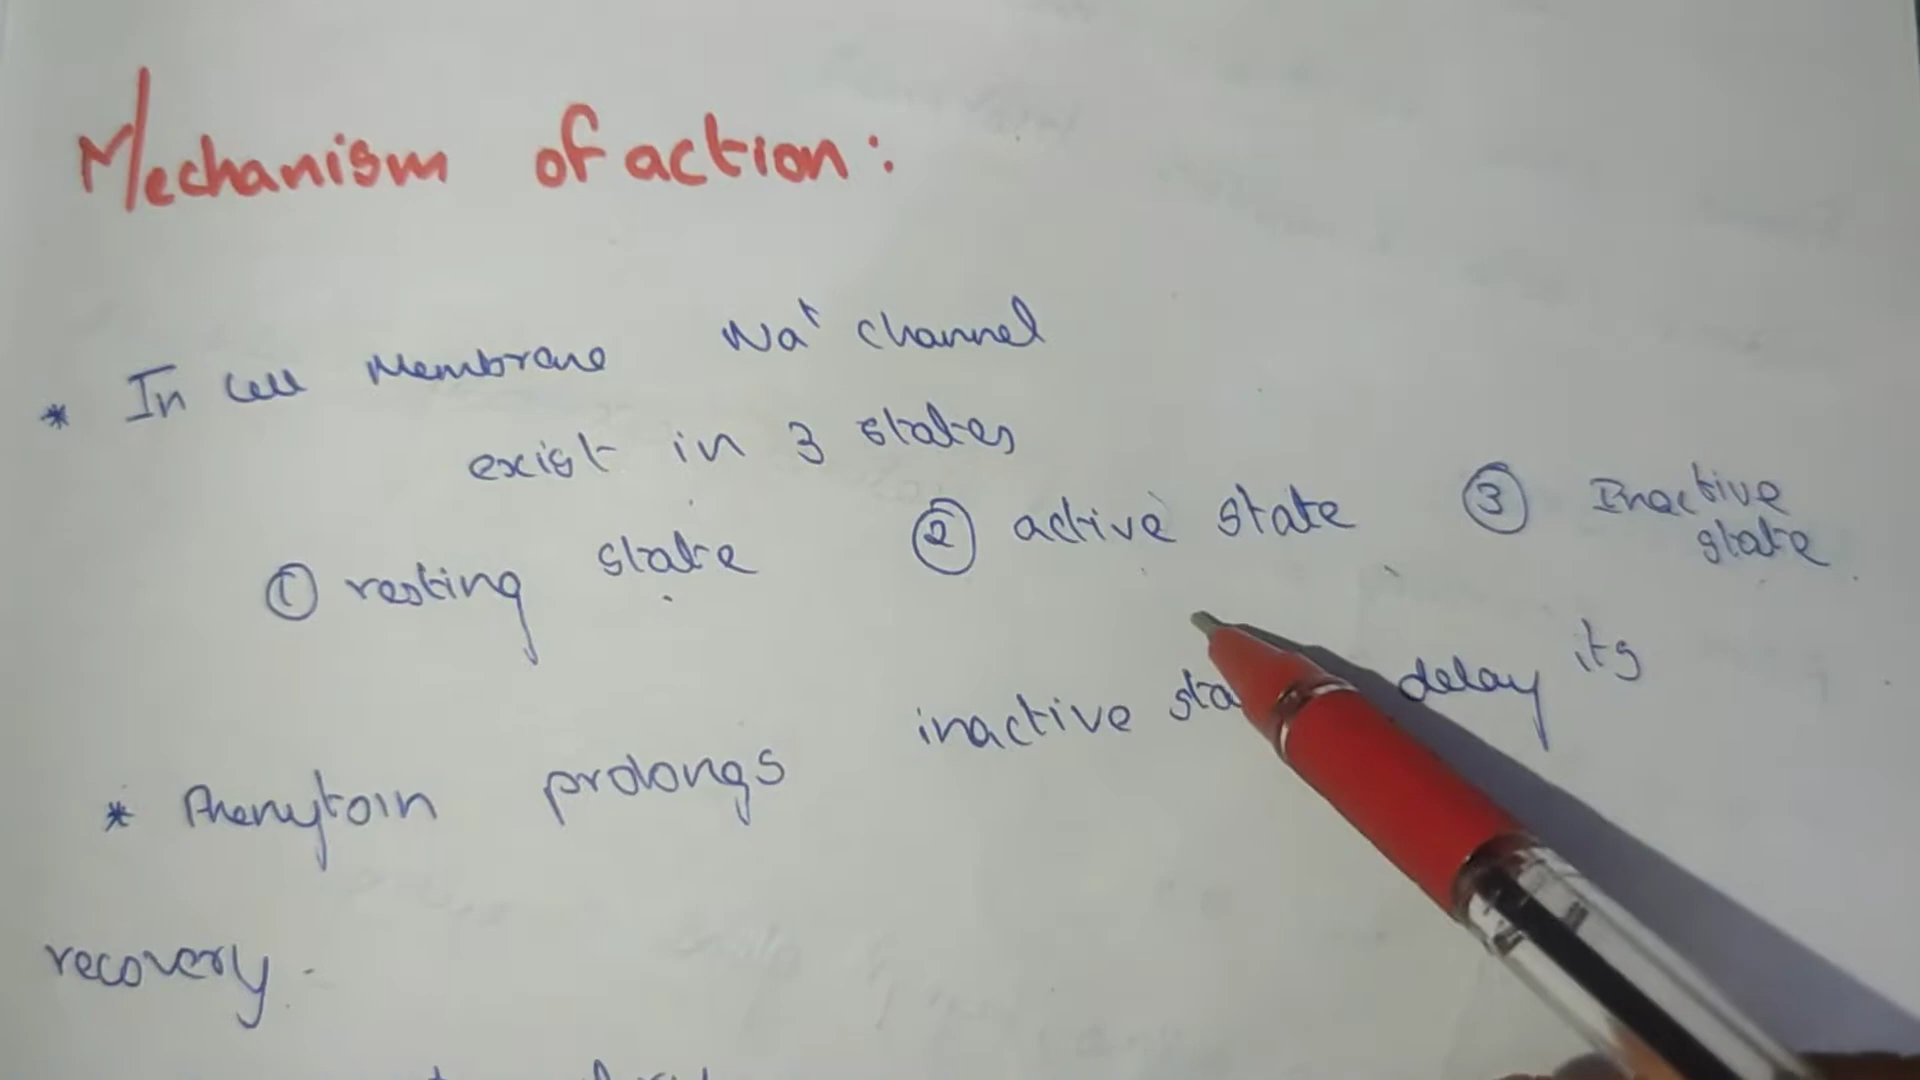 Mechanism of action:
* In cell Membrane Na+ channel
exist in 3 states
① resting state ② active state ③ Inactive
state
* Phenytoin prolongs inactive sta delay its
recovery.